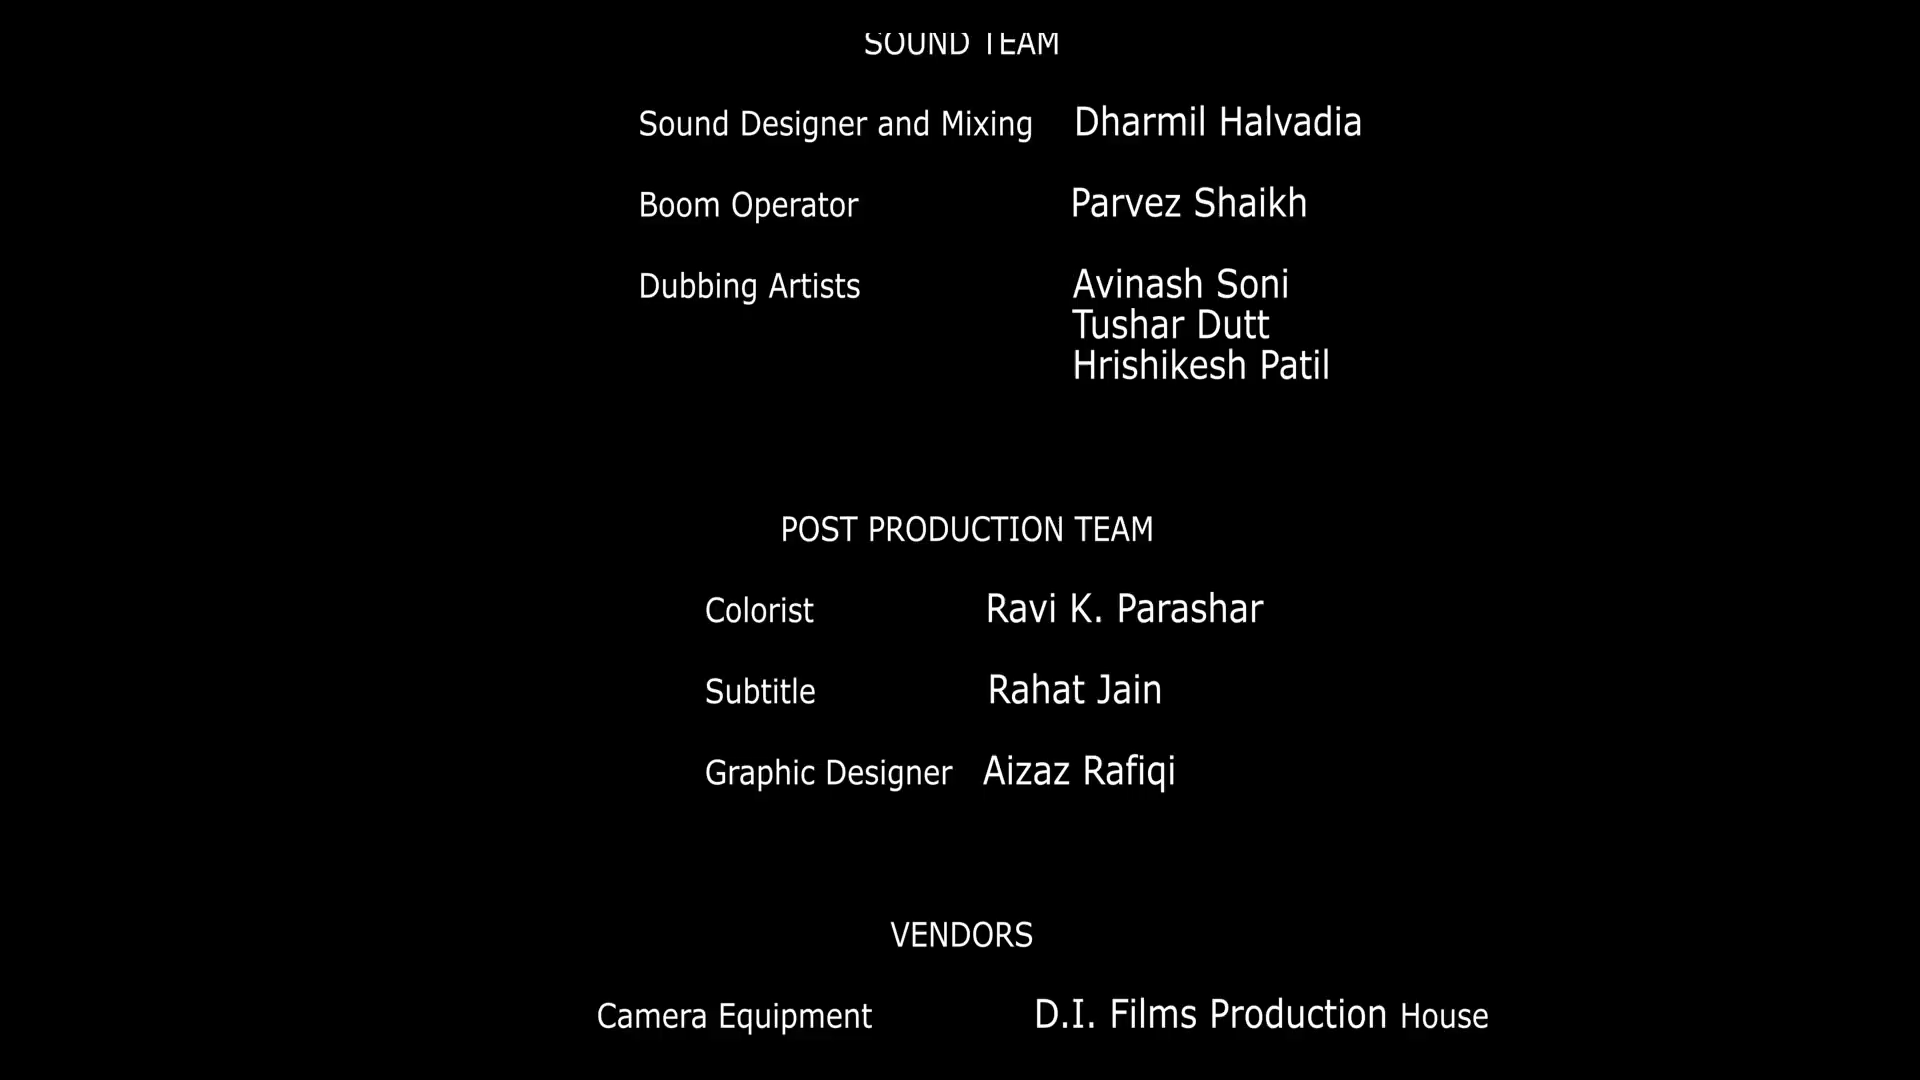 SOUND TEAM
Sound Designer and Mixing Dharmil Halvadia
Boom Operator Parvez Shaikh
Dubbing Artists Avinash Soni
Tushar Dutt
Hrishikesh Patil
POST PRODUCTION TEAM
Colorist Ravi K. Parashar
Subtitle Rahat Jain
Graphic Designer Aizaz Rafiqi
VENDORS
Camera Equipment D.I. Films Production House